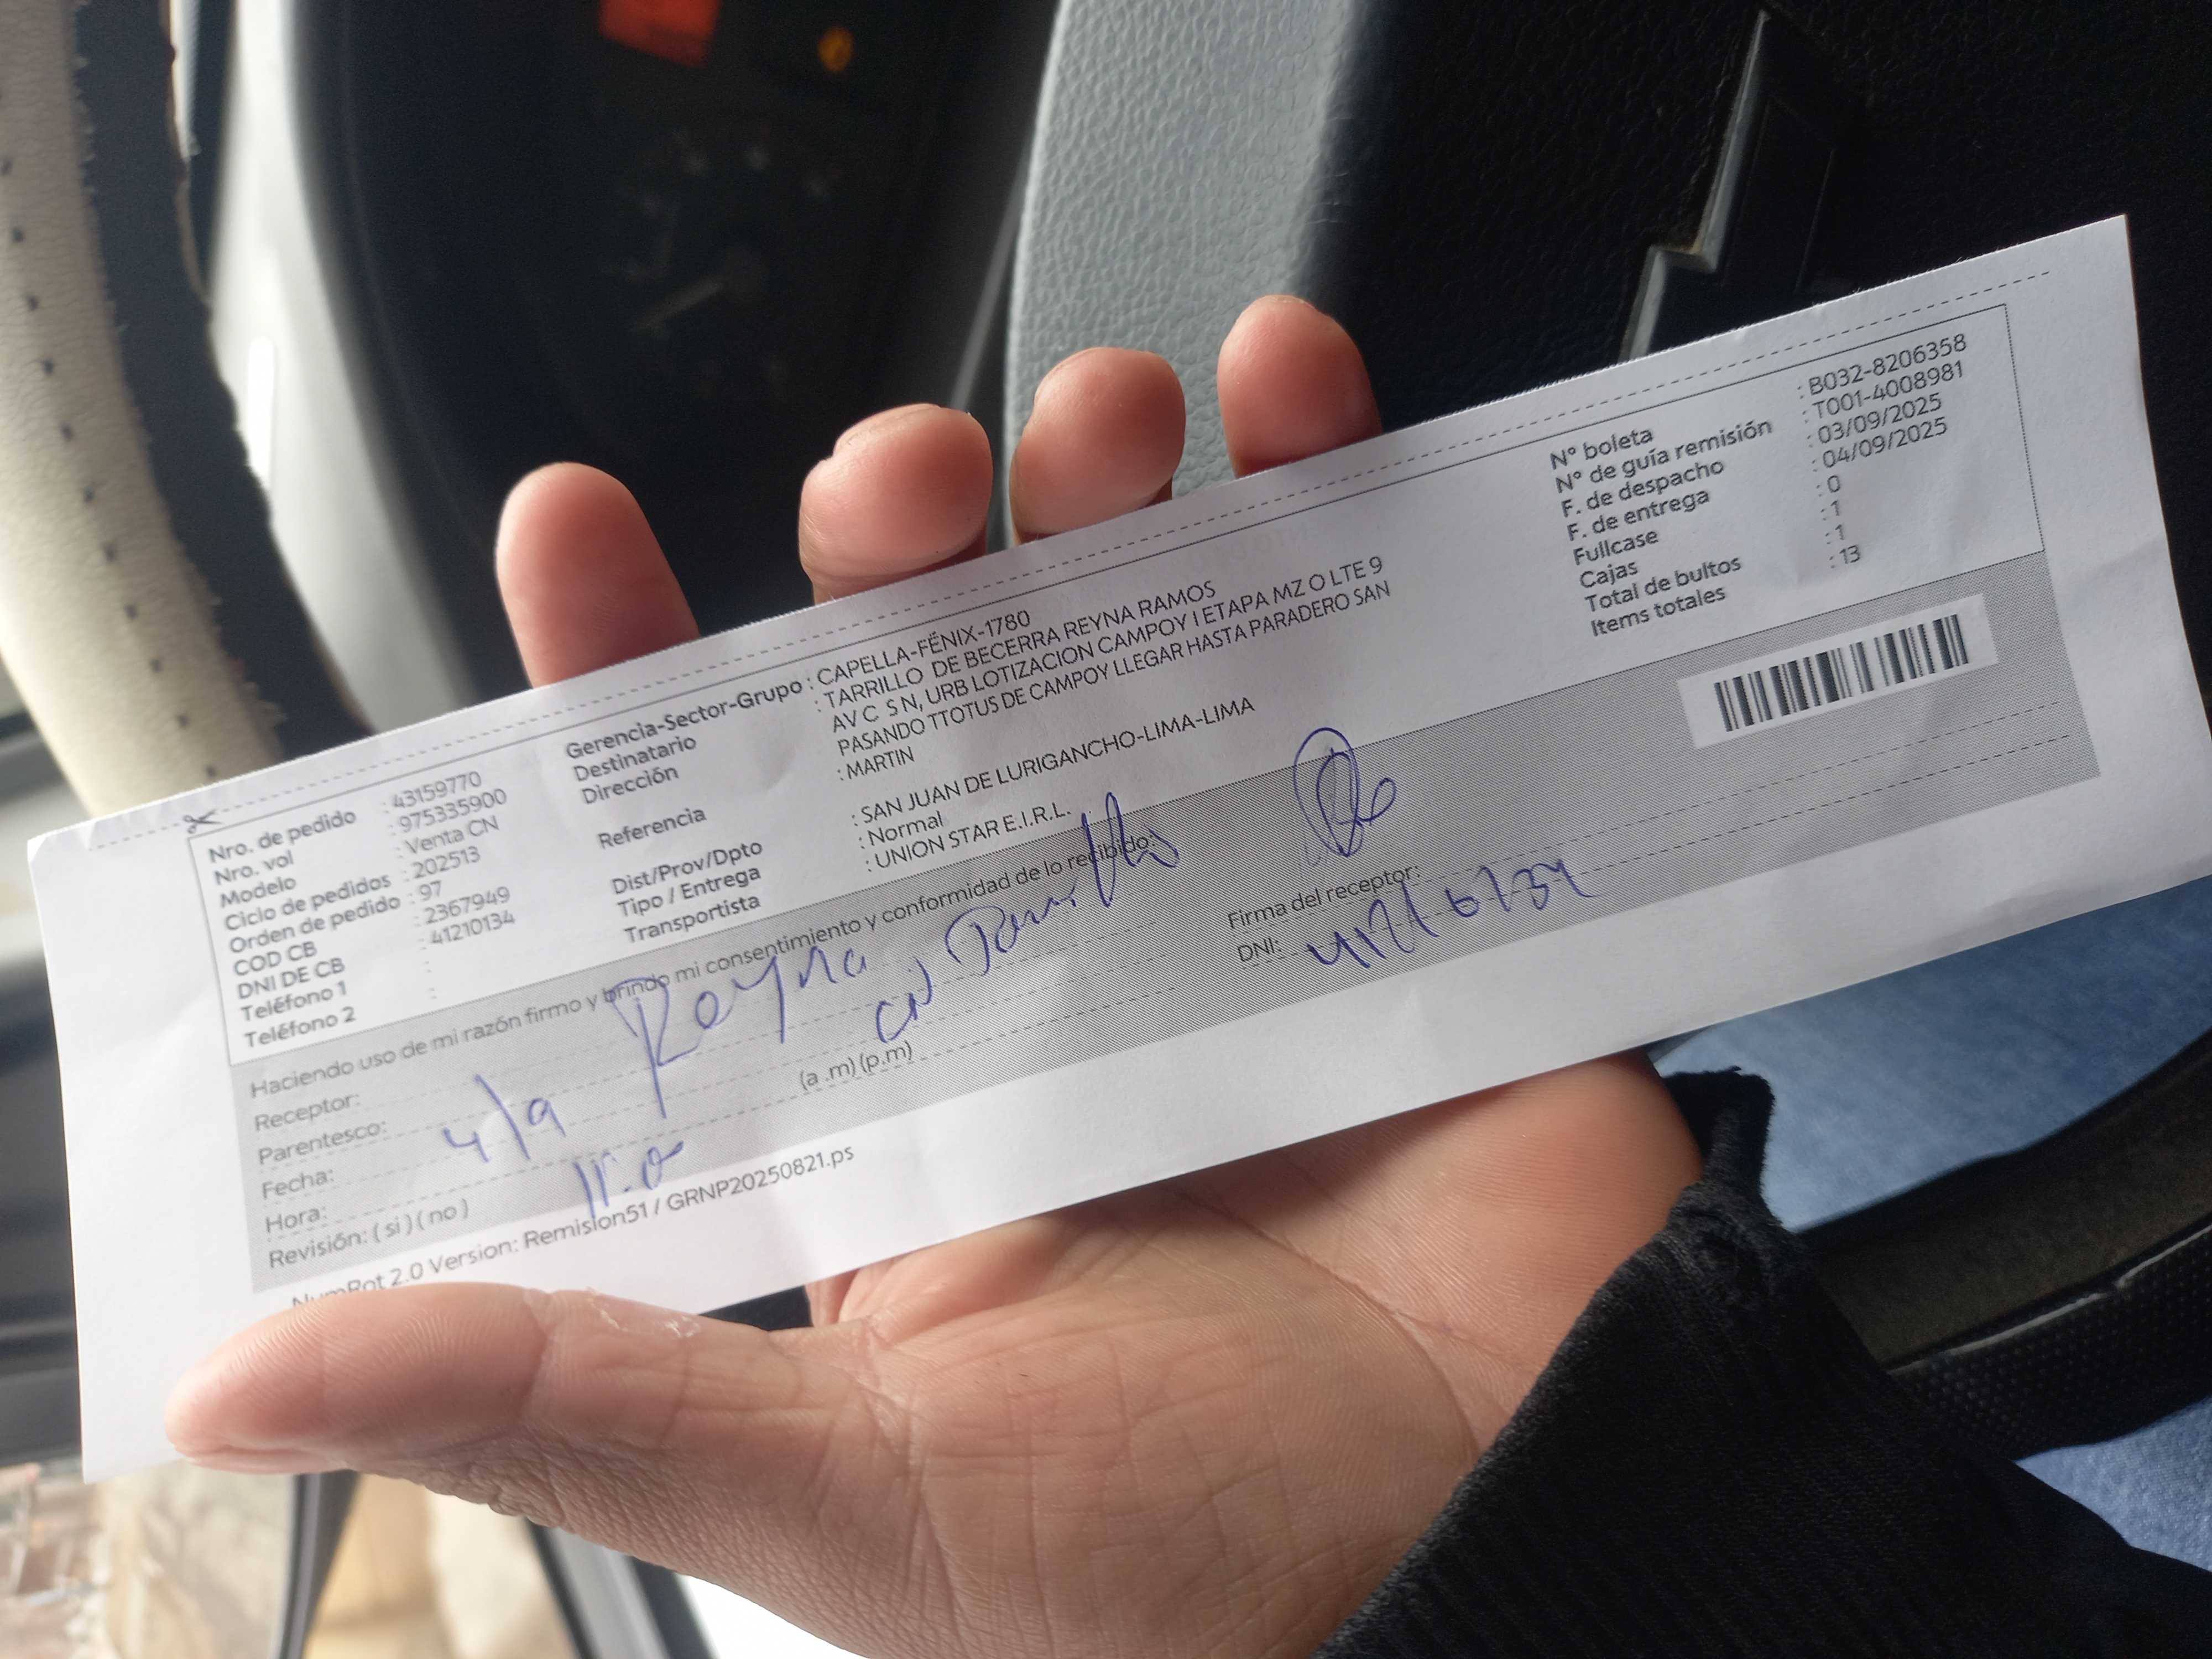 Nro. de pedido : 43159770
Nro. vol : 975335900
Modelo : Venta CN
Ciclo de pedidos : 202513
Orden de pedido : 97
COD CB : 2367949
DNI DE CB : 41210134
Teléfono 1 :
Teléfono 2 :
Gerencia-Sector-Grupo : CAPELLA-FÉNIX-1780
Destinatario : TARRILLO DE BECERRA REYNA RAMOS
Dirección AV C S N, URB LOTIZACION CAMPOY I ETAPA MZ O LTE 9
PASANDO TTOTUS DE CAMPOY LLEGAR HASTA PARADERO SAN
Referencia : MARTIN
Dist/Prov/Dpto : SAN JUAN DE LURIGANCHO-LIMA-LIMA
Tipo / Entrega : Normal
Transportista : UNION STAR E.I.R.L.
N° boleta : B032-8206358
N° de guía remisión : T001-4008981
F. de despacho : 03/09/2025
F. de entrega : 04/09/2025
Fullcase : 0
Cajas : 1
Total de bultos : 1
Items totales : 13
Haciendo uso de mi razón firmo y brindo mi consentimiento y conformidad de lo recibido:
Receptor: Reyna Tarrillo
Parentesco: CN
Fecha: 4/9
Hora: (a .m) (p.m)
Revisión: ( si ) ( no )
Firma del receptor:
DNI:
NumRot 2.0 Version: Remision51 / GRNP20250821.ps